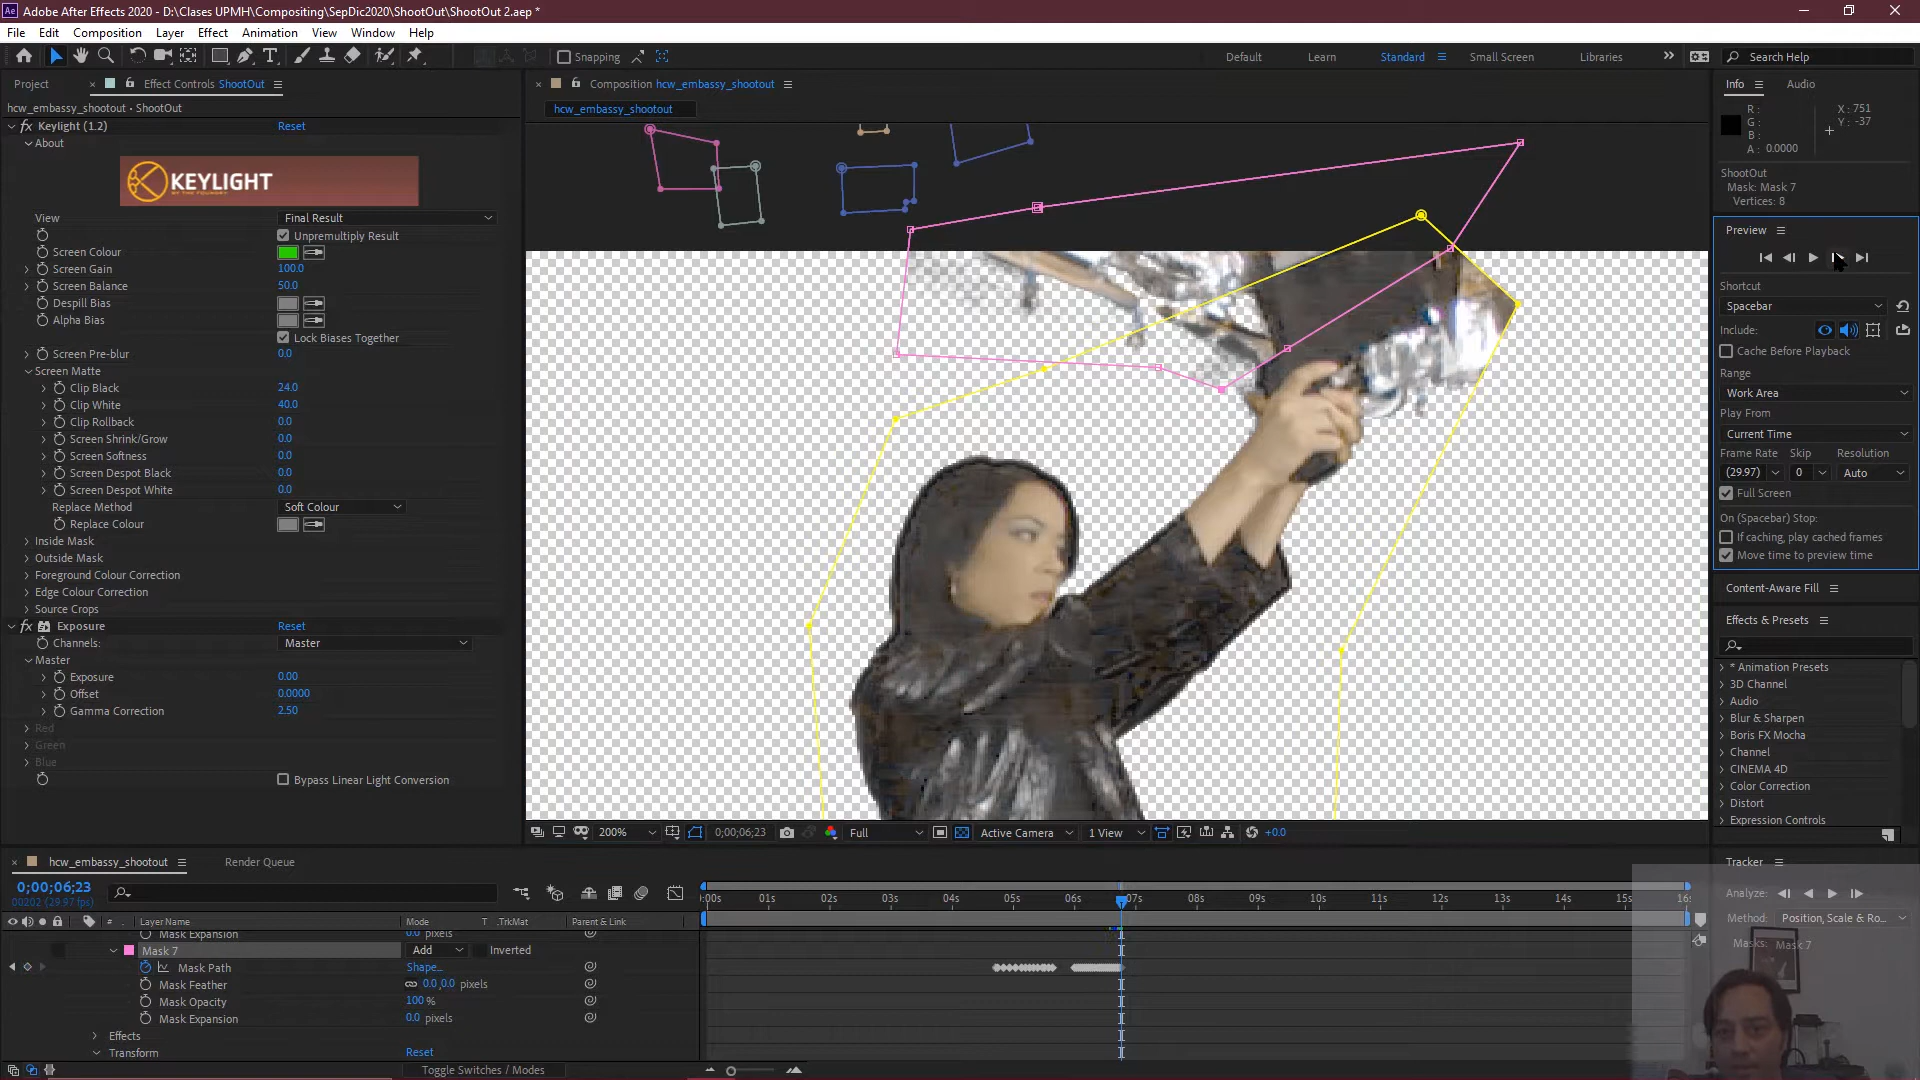 Adobe After Effects 2020 - D:\Clases UPMH\Compositing\SepDic2020\ShootOut\ShootOut 2.aep *
File Edit Composition Layer Effect Animation View Window Help
Snapping
Default Learn Standard Small Screen Libraries
Search Help
Project
Effect Controls ShootOut
hcw_embassy_shootout • ShootOut
fx Keylight (1.2) Reset
About
KEYLIGHT
BY THE FOUNDRY
View Final Result
Unpremultiply Result
Screen Colour
Screen Gain 100.0
Screen Balance 50.0
Despill Bias
Alpha Bias
Lock Biases Together
Screen Pre-blur 0.0
Screen Matte
Clip Black 24.0
Clip White 40.0
Clip Rollback 0.0
Screen Shrink/Grow 0.0
Screen Softness 0.0
Screen Despot Black 0.0
Screen Despot White 0.0
Replace Method Soft Colour
Replace Colour
Inside Mask
Outside Mask
Foreground Colour Correction
Edge Colour Correction
Source Crops
fx Exposure Reset
Channels: Master
Master
Exposure 0.00
Offset 0.0000
Gamma Correction 2.50
Red
Green
Blue
Bypass Linear Light Conversion
Composition hcw_embassy_shootout
hcw_embassy_shootout
200% 0;00;06;23 Full Active Camera 1 View +0.0
Info Audio
R :
G :
B :
A : 0.0000
X : 751
Y : -37
ShootOut
Mask: Mask 7
Vertices: 8
Preview
Shortcut
Spacebar
Include:
Cache Before Playback
Range
Work Area
Play From
Current Time
Frame Rate Skip Resolution
(29.97) 0 Auto
Full Screen
On (Spacebar) Stop:
If caching, play cached frames
Move time to preview time
Content-Aware Fill
Effects & Presets
* Animation Presets
3D Channel
Audio
Blur & Sharpen
Boris FX Mocha
Channel
CINEMA 4D
Color Correction
Distort
Expression Controls
Tracker
Analyze:
Method: Position, Scale & Ro...
Masks: Mask 7
hcw_embassy_shootout
Render Queue
0;00;06;23
00202 (29.97 fps)
:00s 01s 02s 03s 04s 05s 06s 07s 08s 09s 10s 11s 12s 13s 14s 15s 16s
# Layer Name Mode T .TrkMat Parent & Link
Mask Expansion 0.0 pixels
Mask 7 Add Inverted
Mask Path Shape...
Mask Feather 0.0,0.0 pixels
Mask Opacity 100 %
Mask Expansion 0.0 pixels
Effects
Transform Reset
Toggle Switches / Modes